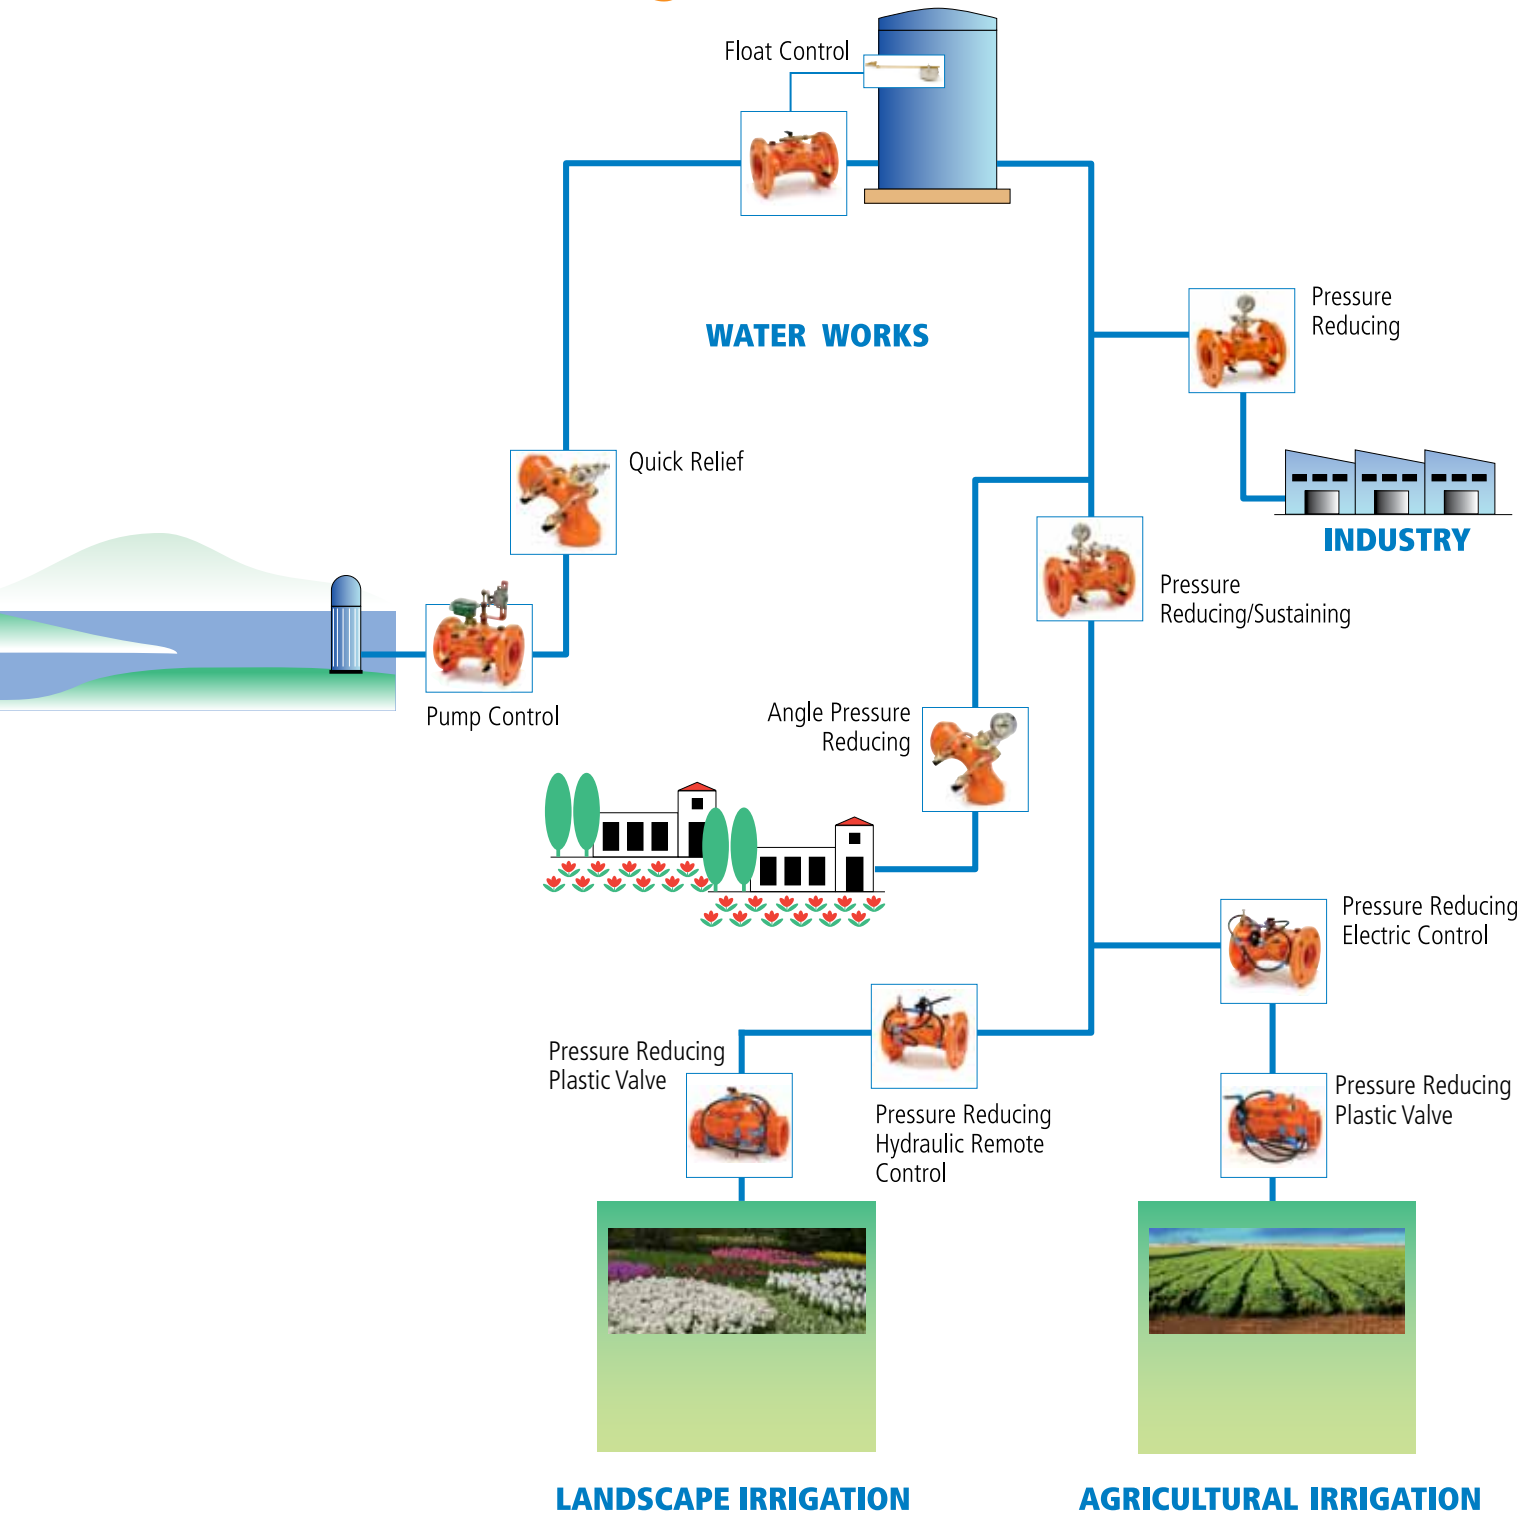 Float Control
Pressure
Reducing
WATER WORKS
Quick Relief
INDUSTRY
Pressure
Reducing/Sustaining
Pump Control
Angle Pressure
Reducing
Pressure Reducing
Electric Control
Pressure Reducing
Plastic Valve
Pressure Reducing
Hydraulic Remote
Control
Pressure Reducing
Plastic Valve
LANDSCAPE IRRIGATION
AGRICULTURAL IRRIGATION